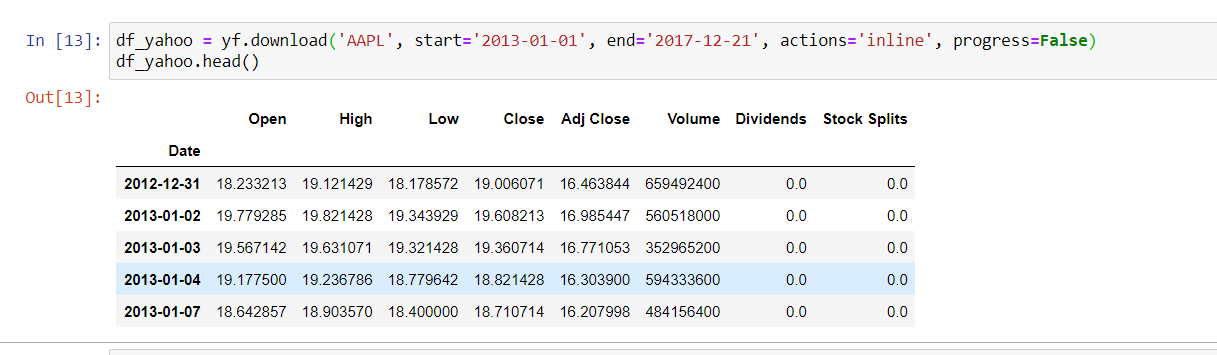 In [13]: df_yahoo = yf.download('AAPL', start='2013-01-01', end='2017-12-21', actions='inline', progress=False)
df_yahoo.head()
Out[13]:
Open High Low Close Adj Close Volume Dividends Stock Splits
Date
2012-12-31 18.233213 19.121429 18.178572 19.006071 16.463844 659492400 0.0 0.0
2013-01-02 19.779285 19.821428 19.343929 19.608213 16.985447 560518000 0.0 0.0
2013-01-03 19.567142 19.631071 19.321428 19.360714 16.771053 352965200 0.0 0.0
2013-01-04 19.177500 19.236786 18.779642 18.821428 16.303900 594333600 0.0 0.0
2013-01-07 18.642857 18.903570 18.400000 18.710714 16.207998 484156400 0.0 0.0